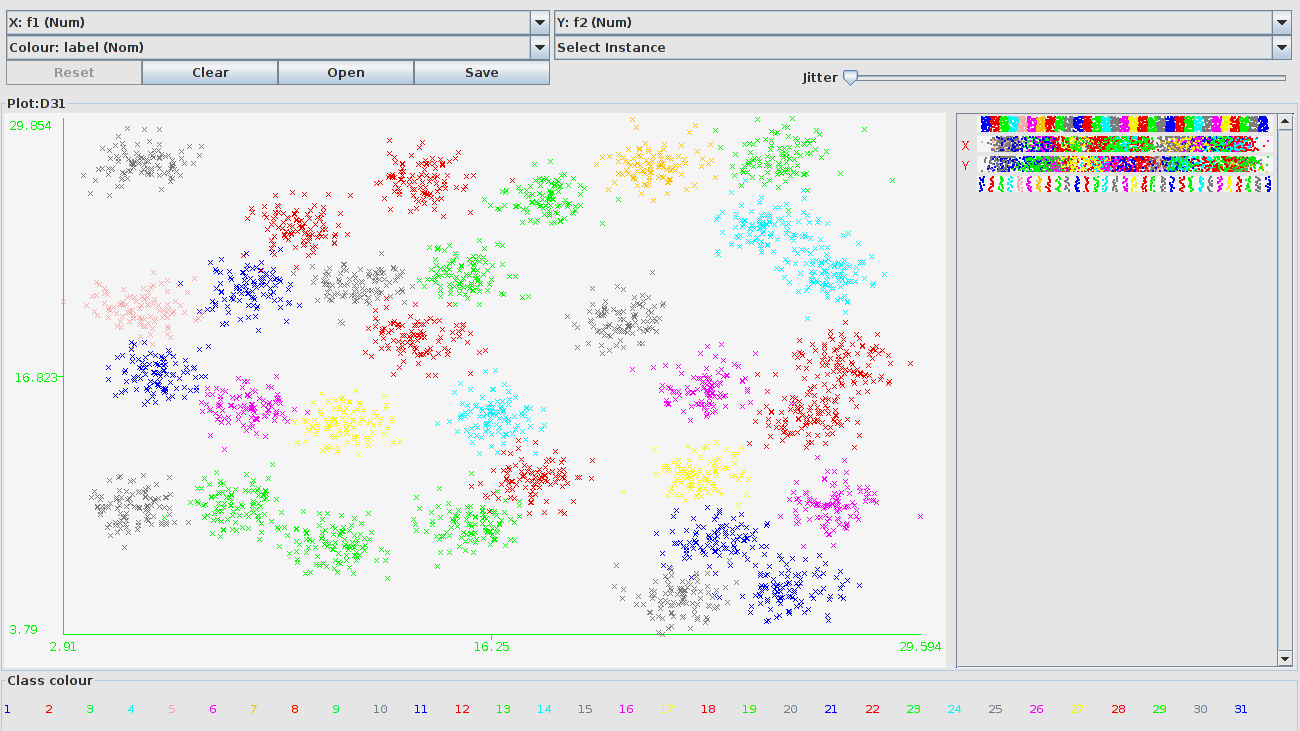 X: f1 (Num) Y: f2 (Num)
Colour: label (Nom) Select Instance
Reset Clear Open Save
Jitter
Plot:D31
29.854
16.823
3.79
2.91 16.25 29.594
X
Y
Class colour
1 2 3 4 5 6 7 8 9 10 11 12 13 14 15 16 17 18 19 20 21 22 23 24 25 26 27 28 29 30 31